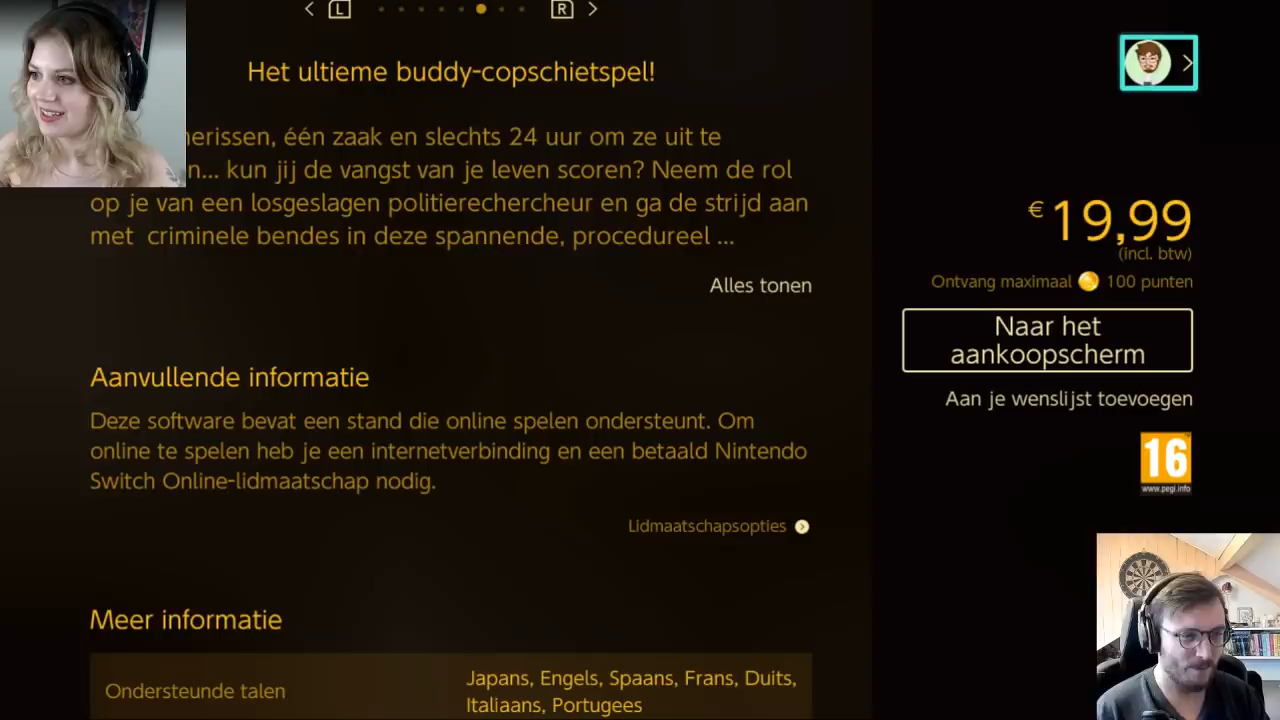 L
R
Het ultieme buddy-copschietspel!
nerissen, één zaak en slechts 24 uur om ze uit te
n... kun jij de vangst van je leven scoren? Neem de rol
op je van een losgeslagen politierechercheur en ga de strijd aan
met criminele bendes in deze spannende, procedureel ...
Alles tonen
Aanvullende informatie
Deze software bevat een stand die online spelen ondersteunt. Om
online te spelen heb je een internetverbinding en een betaald Nintendo
Switch Online-lidmaatschap nodig.
Lidmaatschapsopties
Meer informatie
Ondersteunde talen
Japans, Engels, Spaans, Frans, Duits,
Italiaans, Portugees
€ 19,99
(incl. btw)
Ontvang maximaal 100 punten
Naar het
aankoopscherm
Aan je wenslijst toevoegen
16
www.pegi.info